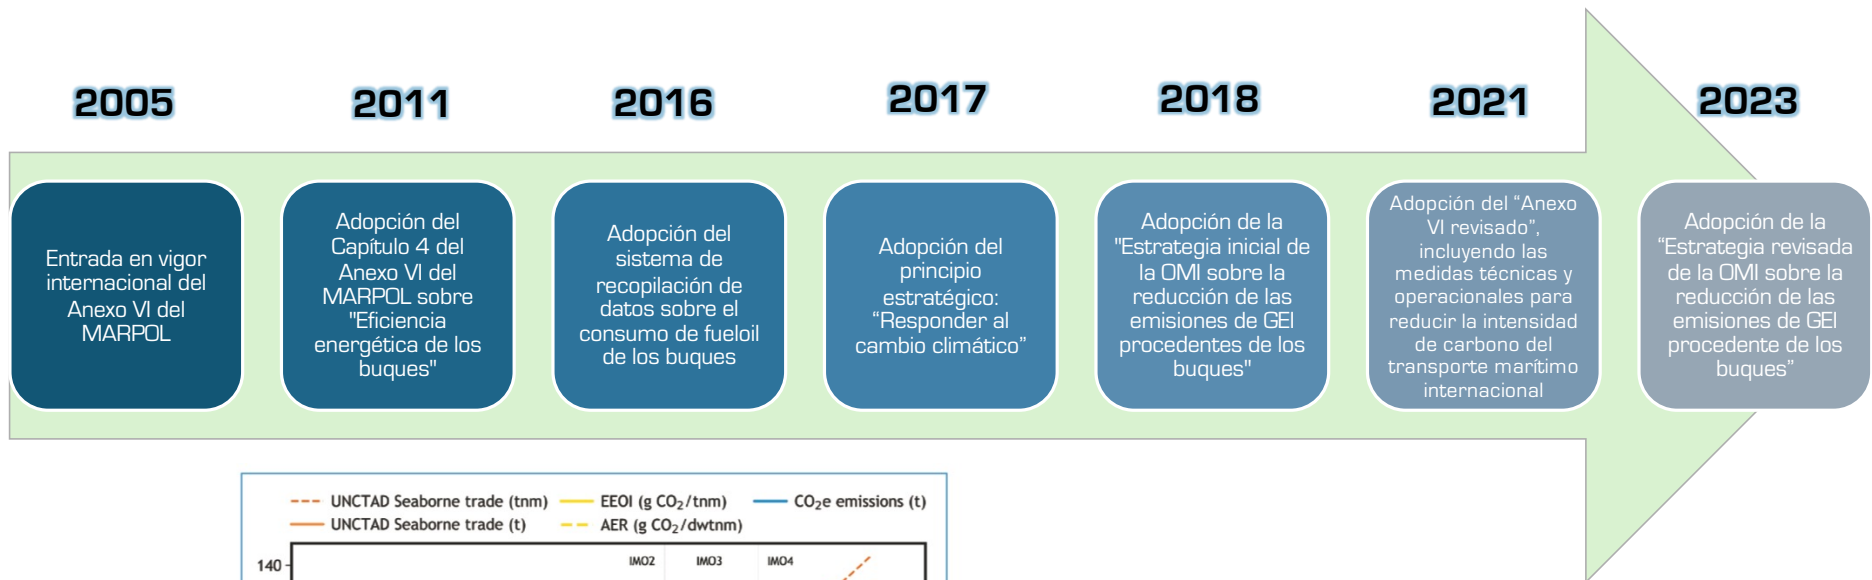 2005
2011
2016
2017
2018
2021
2023
Entrada en vigor
internacional del
Anexo VI del
MARPOL
Adopción del
Capítulo 4 del
Anexo VI del
MARPOL sobre
"Eficiencia
energética de los
buques"
Adopción del
sistema de
recopilación de
datos sobre el
consumo de fueloil
de los buques
Adopción del
principio
estratégico:
“Responder al
cambio climático”
Adopción de la
"Estrategia inicial de
la OMI sobre la
reducción de las
emisiones de GEI
procedentes de los
buques"
Adopción del “Anexo
VI revisado”,
incluyendo las
medidas técnicas y
operacionales para
reducir la intensidad
de carbono del
transporte marítimo
internacional
Adopción de la
“Estrategia revisada
de la OMI sobre la
reducción de las
emisiones de GEI
procedente de los
buques”
UNCTAD Seaborne trade (tnm) EEOI (g CO₂/tnm) CO₂e emissions (t)
UNCTAD Seaborne trade (t) AER (g CO₂/dwtnm)
140 IMO2 IMO3 IMO4